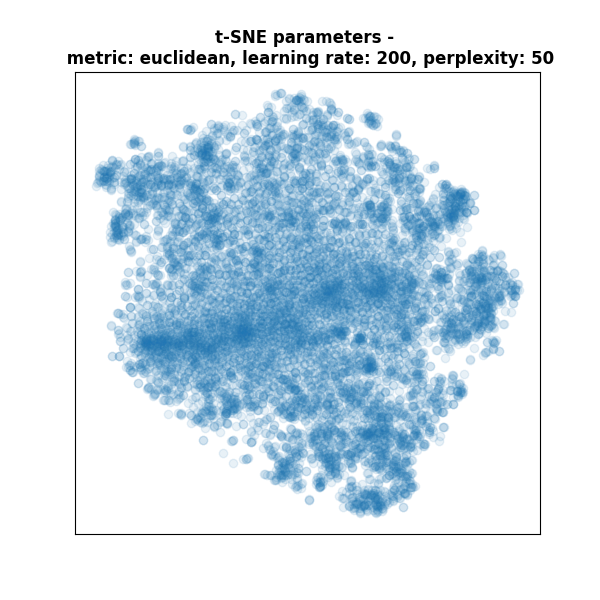 t-SNE parameters -
metric: euclidean, learning rate: 200, perplexity: 50